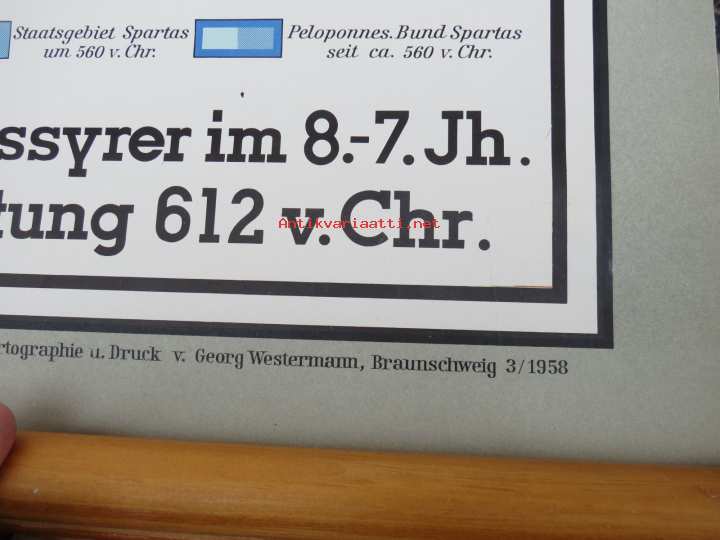 Staatsgebiet Spartas
um 560 v. Chr.
Peloponnes. Bund Spartas
seit ca. 560 v. Chr.
ssyrer im 8.-7. Jh.
tung 612 v. Chr.
Antikvariaatti.net
rtographie u. Druck v. Georg Westermann, Braunschweig 3/1958